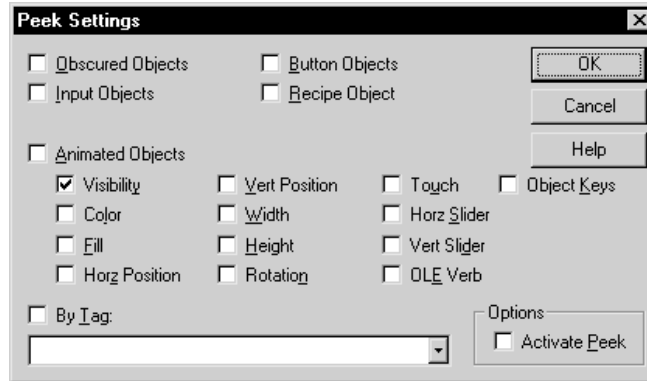 Peek Settings
Obscured Objects
Button Objects
OK
Input Objects
Recipe Object
Cancel
Help
Animated Objects
Visibility
Vert Position
Touch
Object Keys
Color
Width
Horz Slider
Fill
Height
Vert Slider
Horz Position
Rotation
OLE Verb
By Tag:
Options
Activate Peek